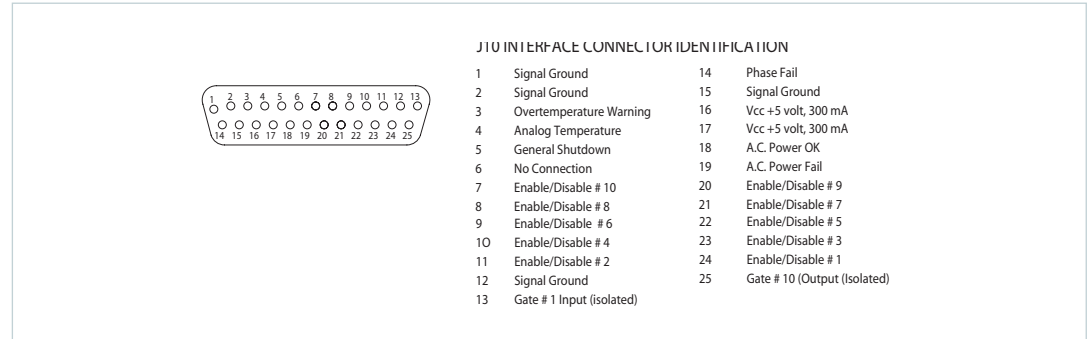 J10 INTERFACE CONNECTOR IDENTIFICATION
1 2 3 4 5 6 7 8 9 10 11 12 13
14 15 16 17 18 19 20 21 22 23 24 25
1 Signal Ground
2 Signal Ground
3 Overtemperature Warning
4 Analog Temperature
5 General Shutdown
6 No Connection
7 Enable/Disable # 10
8 Enable/Disable # 8
9 Enable/Disable # 6
1O Enable/Disable # 4
11 Enable/Disable # 2
12 Signal Ground
13 Gate # 1 Input (isolated)
14 Phase Fail
15 Signal Ground
16 Vcc +5 volt, 300 mA
17 Vcc +5 volt, 300 mA
18 A.C. Power OK
19 A.C. Power Fail
20 Enable/Disable # 9
21 Enable/Disable # 7
22 Enable/Disable # 5
23 Enable/Disable # 3
24 Enable/Disable # 1
25 Gate # 10 (Output (Isolated)